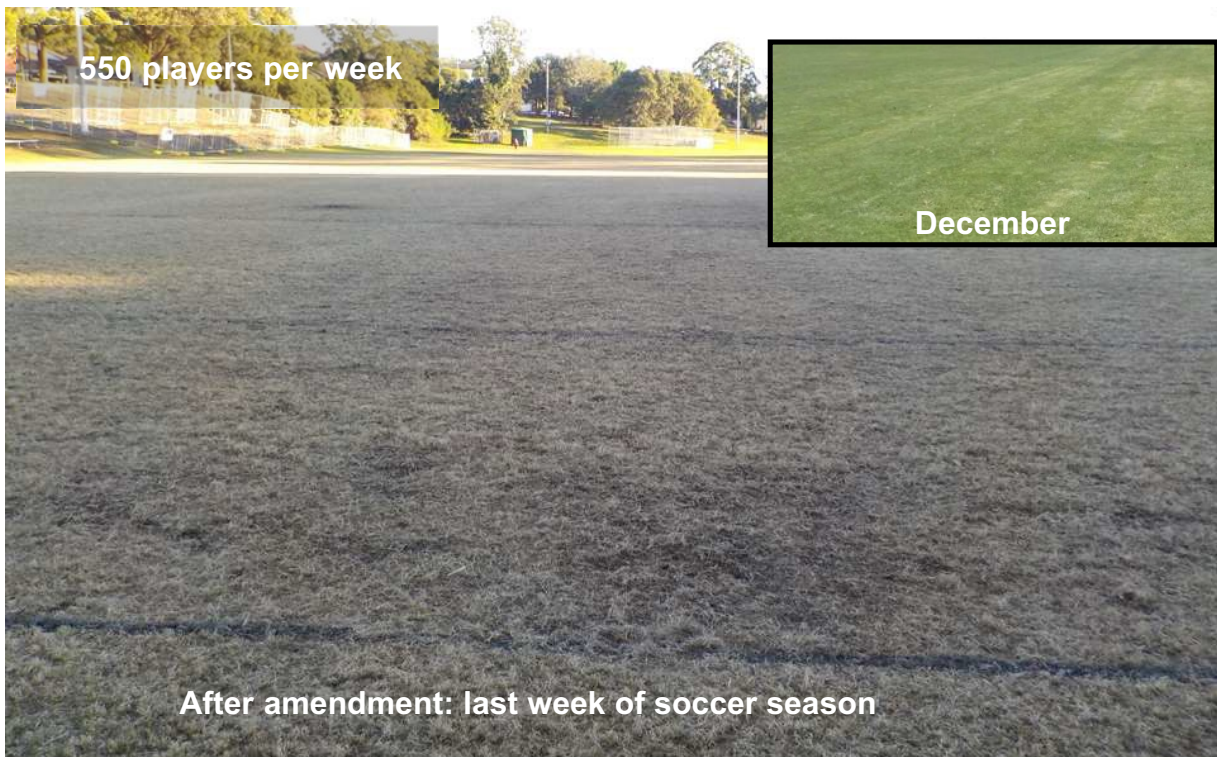 550 players per week
December
After amendment: last week of soccer season